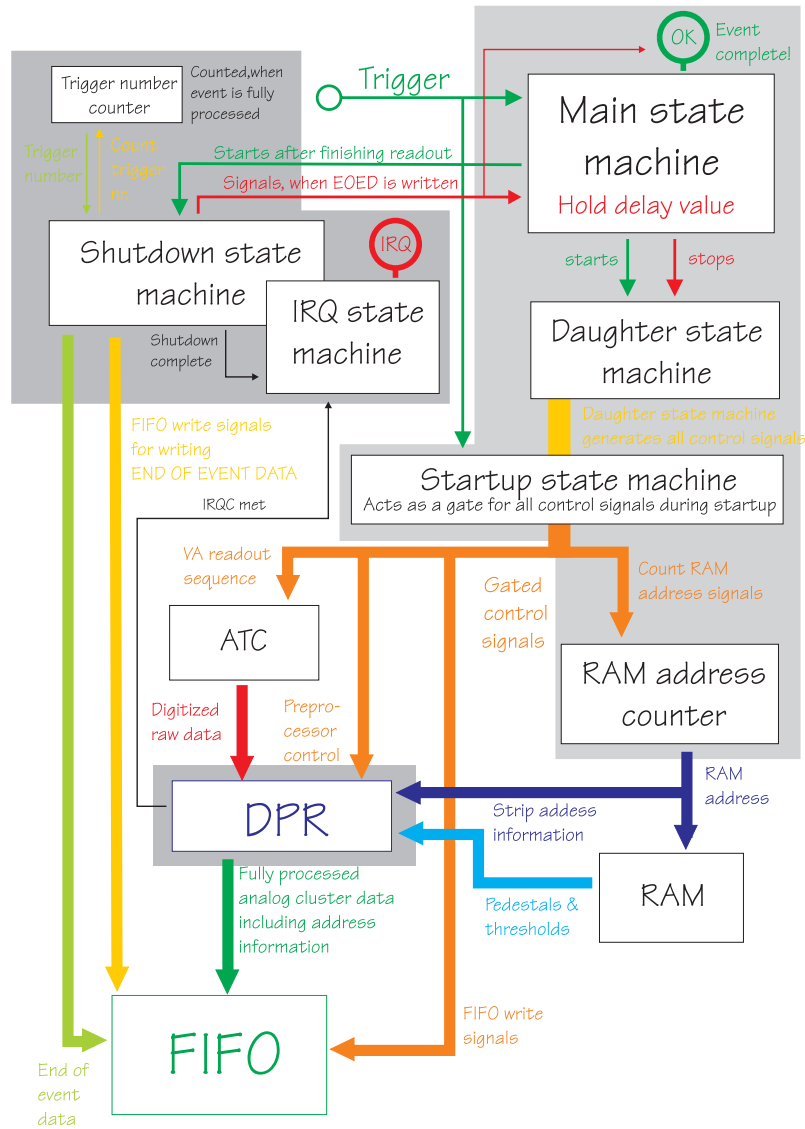 OK
Event
complete!
Trigger number
counter
Counted,when
event is fully
processed
Trigger
Main state
machine
Hold delay value
Trigger
number
Count
trigger
nr
Starts after finishing readout
Signals, when EOED is written
Shutdown state
machine
IRQ
IRQ state
machine
Shutdown
complete
starts
stops
Daughter state
machine
Daughter state machine
generates all control signals
FIFO write signals
for writing
END OF EVENT DATA
Startup state machine
Acts as a gate for all control signals during startup
IRQC met
VA readout
sequence
Gated
control
signals
Count RAM
address signals
ATC
RAM address
counter
Digitized
raw data
Prepro-
cessor
control
RAM
address
DPR
Strip addess
information
Fully processed
analog cluster data
including address
information
Pedestals &
thresholds
RAM
FIFO
FIFO write
signals
End of
event
data